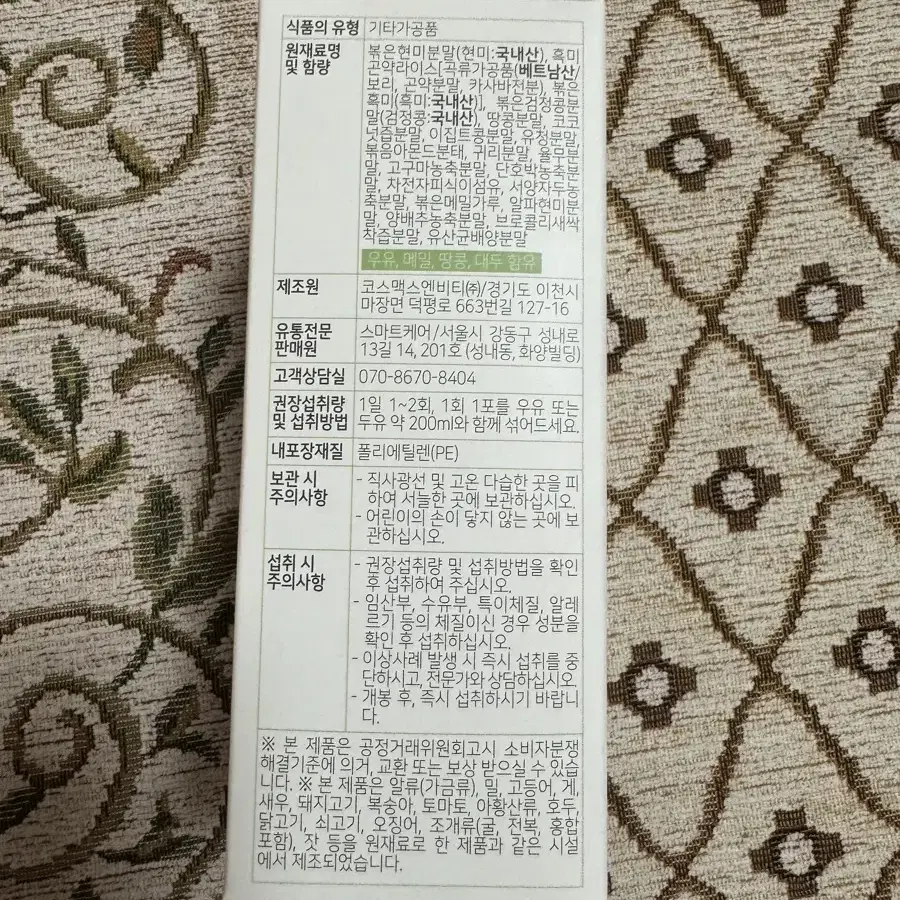 식품의 유형 기타가공품
원재료명 볶은현미분말(현미:국내산), 흑미
및 함량 곤약라이스[곡류가공품(베트남산/
보리, 곤약분말, 카사바전분), 볶은
흑미(흑미:국내산)], 볶은검정콩분
말(검정콩:국내산), 땅콩분말, 코코
넛즙분말, 이집트콩분말, 유청분말,
볶음아몬드분태, 귀리분말, 율무분
말, 고구마농축분말, 단호박농축분
말, 차전자피식이섬유, 서양자두농
축분말, 볶은메밀가루, 알파현미분
말, 양배추농축분말, 브로콜리새싹
착즙분말, 유산균배양분말
우유, 메밀, 땅콩, 대두 함유
제조원 코스맥스엔비티㈜/경기도 이천시
마장면 덕평로 663번길 127-16
유통전문 스마트케어/서울시 강동구 성내로
판매원 13길 14, 201호 (성내동, 화양빌딩)
고객상담실 070-8670-8404
권장섭취량 1일 1~2회, 1회 1포를 우유 또는
및 섭취방법 두유 약 200ml와 함께 섞어드세요.
내포장재질 폴리에틸렌(PE)
보관 시 - 직사광선 및 고온 다습한 곳을 피
주의사항 하여 서늘한 곳에 보관하십시오.
- 어린이의 손이 닿지 않는 곳에 보
관하십시오.
섭취 시 - 권장섭취량 및 섭취방법을 확인
주의사항 후 섭취하여 주십시오.
- 임산부, 수유부, 특이체질, 알레
르기 등의 체질이신 경우 성분을
확인 후 섭취하십시오.
- 이상사례 발생 시 즉시 섭취를 중
단하시고, 전문가와 상담하십시오.
- 개봉 후, 즉시 섭취하시기 바랍니
다.
※ 본 제품은 공정거래위원회고시 소비자분쟁
해결기준에 의거, 교환 또는 보상 받으실 수 있습
니다. ※ 본 제품은 알류(가금류), 밀, 고등어, 게,
새우, 돼지고기, 복숭아, 토마토, 아황산류, 호두,
닭고기, 쇠고기, 오징어, 조개류(굴, 전복, 홍합
포함), 잣 등을 원재료로 한 제품과 같은 시설
에서 제조되었습니다.